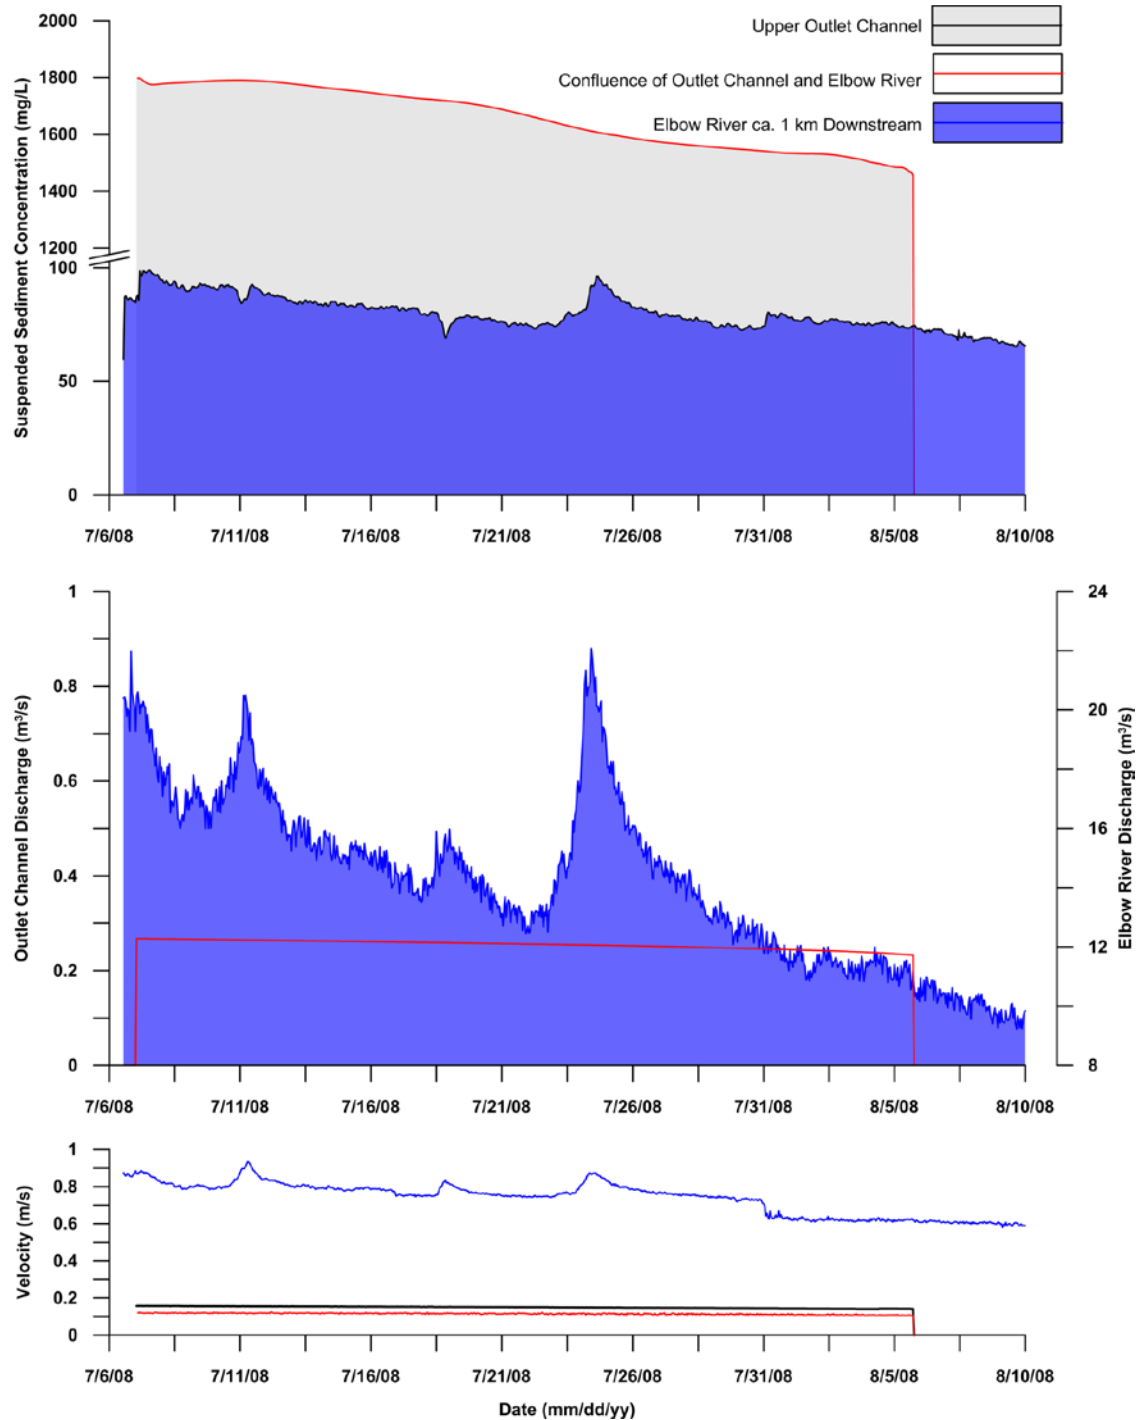 Suspended Sediment Concentration (mg/L)
2000
1800
1600
1400
1200
100
50
0
Upper Outlet Channel
Confluence of Outlet Channel and Elbow River
Elbow River ca. 1 km Downstream
7/6/08 7/11/08 7/16/08 7/21/08 7/26/08 7/31/08 8/5/08 8/10/08
Outlet Channel Discharge (m³/s)
1
0.8
0.6
0.4
0.2
0
24
20
16
12
8
Elbow River Discharge (m³/s)
7/6/08 7/11/08 7/16/08 7/21/08 7/26/08 7/31/08 8/5/08 8/10/08
Velocity (m/s)
1
0.8
0.6
0.4
0.2
0
7/6/08 7/11/08 7/16/08 7/21/08 7/26/08 7/31/08 8/5/08 8/10/08
Date (mm/dd/yy)